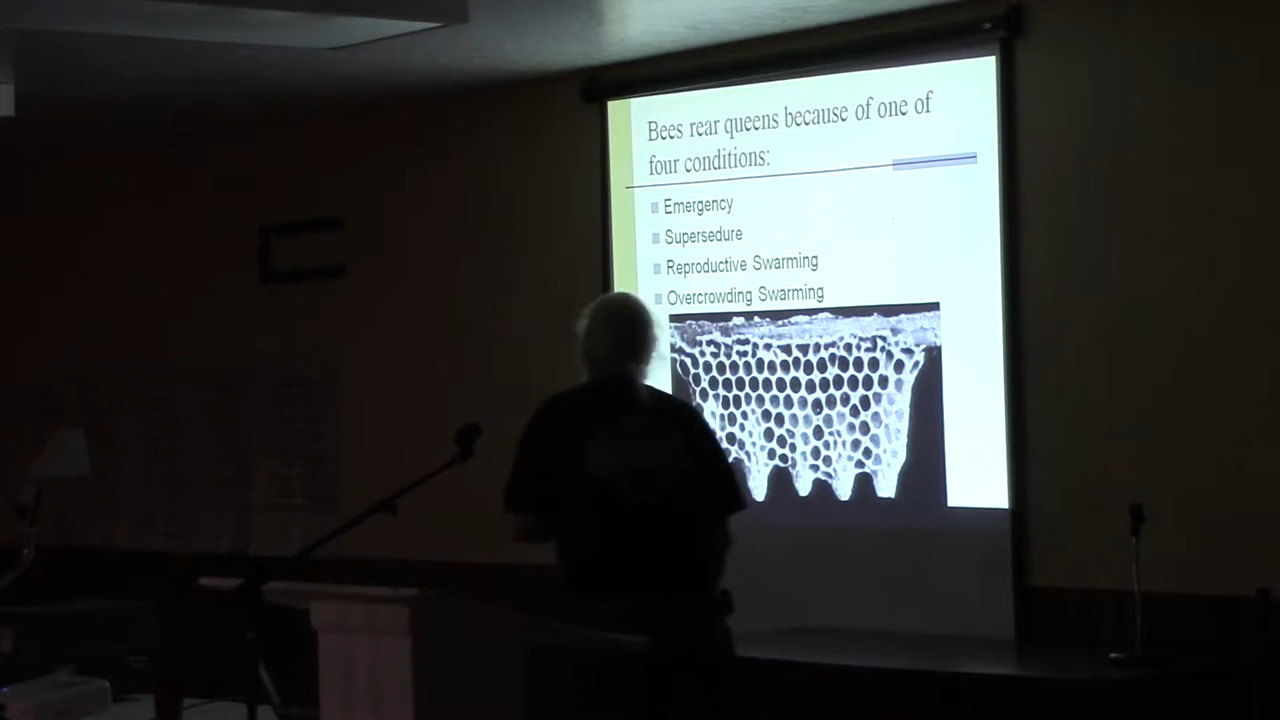 Bees rear queens because of one of
four conditions:
Emergency
Supersedure
Reproductive Swarming
Overcrowding Swarming